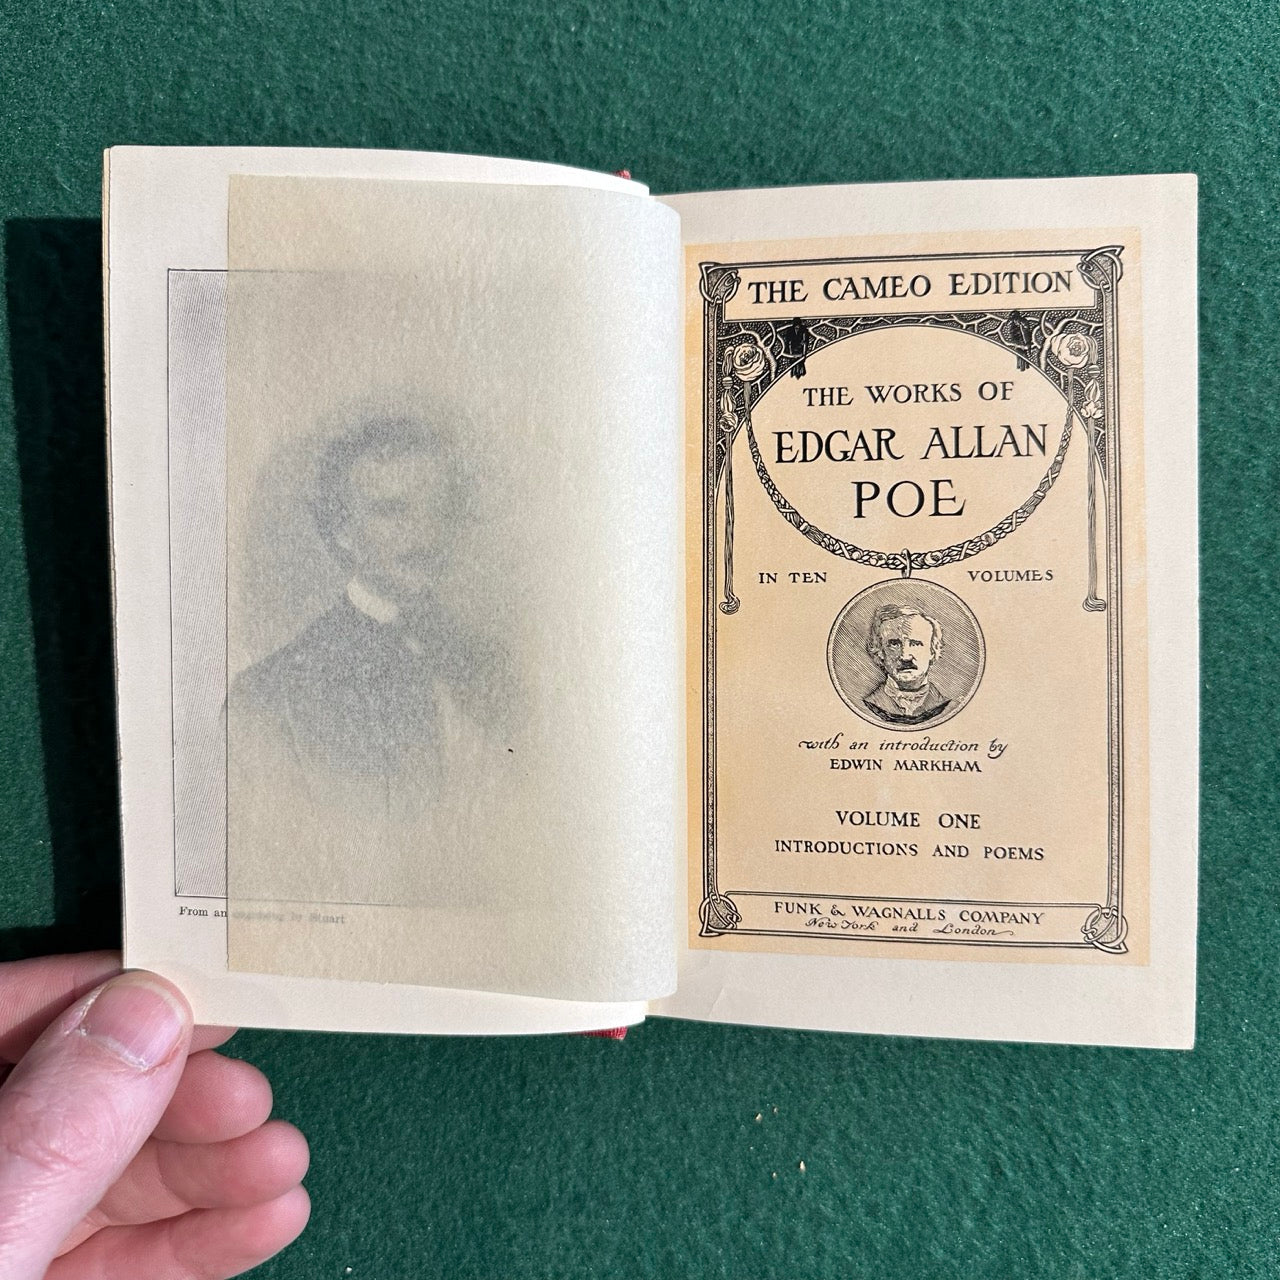 From an engraving by Stuart
THE CAMEO EDITION
THE WORKS OF
EDGAR ALLAN
POE
IN TEN VOLUMES
with an introduction by
EDWIN MARKHAM
VOLUME ONE
INTRODUCTIONS AND POEMS
FUNK & WAGNALLS COMPANY
New York and London